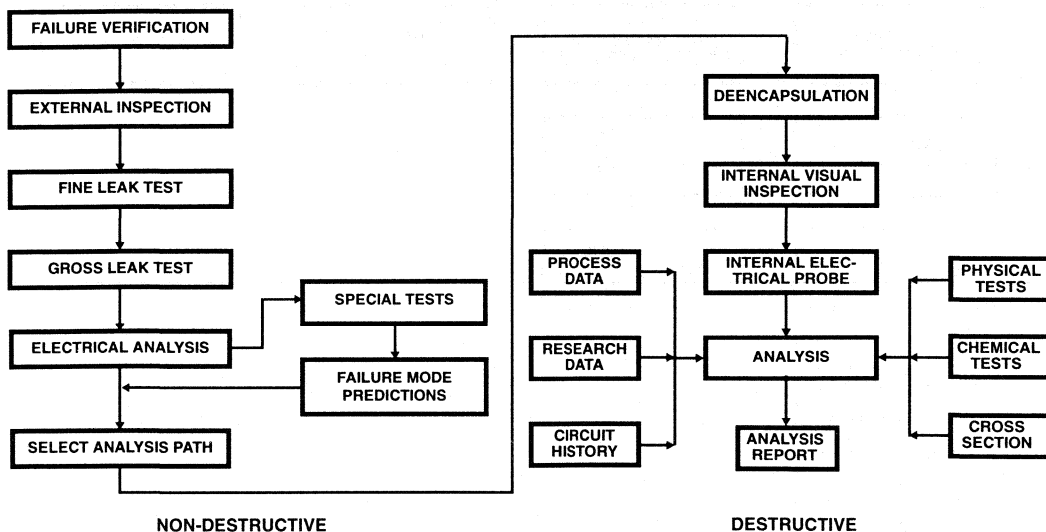 FAILURE VERIFICATION
EXTERNAL INSPECTION
FINE LEAK TEST
GROSS LEAK TEST
ELECTRICAL ANALYSIS
SPECIAL TESTS
FAILURE MODE
PREDICTIONS
SELECT ANALYSIS PATH
NON-DESTRUCTIVE
DEENCAPSULATION
INTERNAL VISUAL
INSPECTION
INTERNAL ELEC-
TRICAL PROBE
PROCESS
DATA
RESEARCH
DATA
CIRCUIT
HISTORY
ANALYSIS
PHYSICAL
TESTS
CHEMICAL
TESTS
CROSS
SECTION
ANALYSIS
REPORT
DESTRUCTIVE